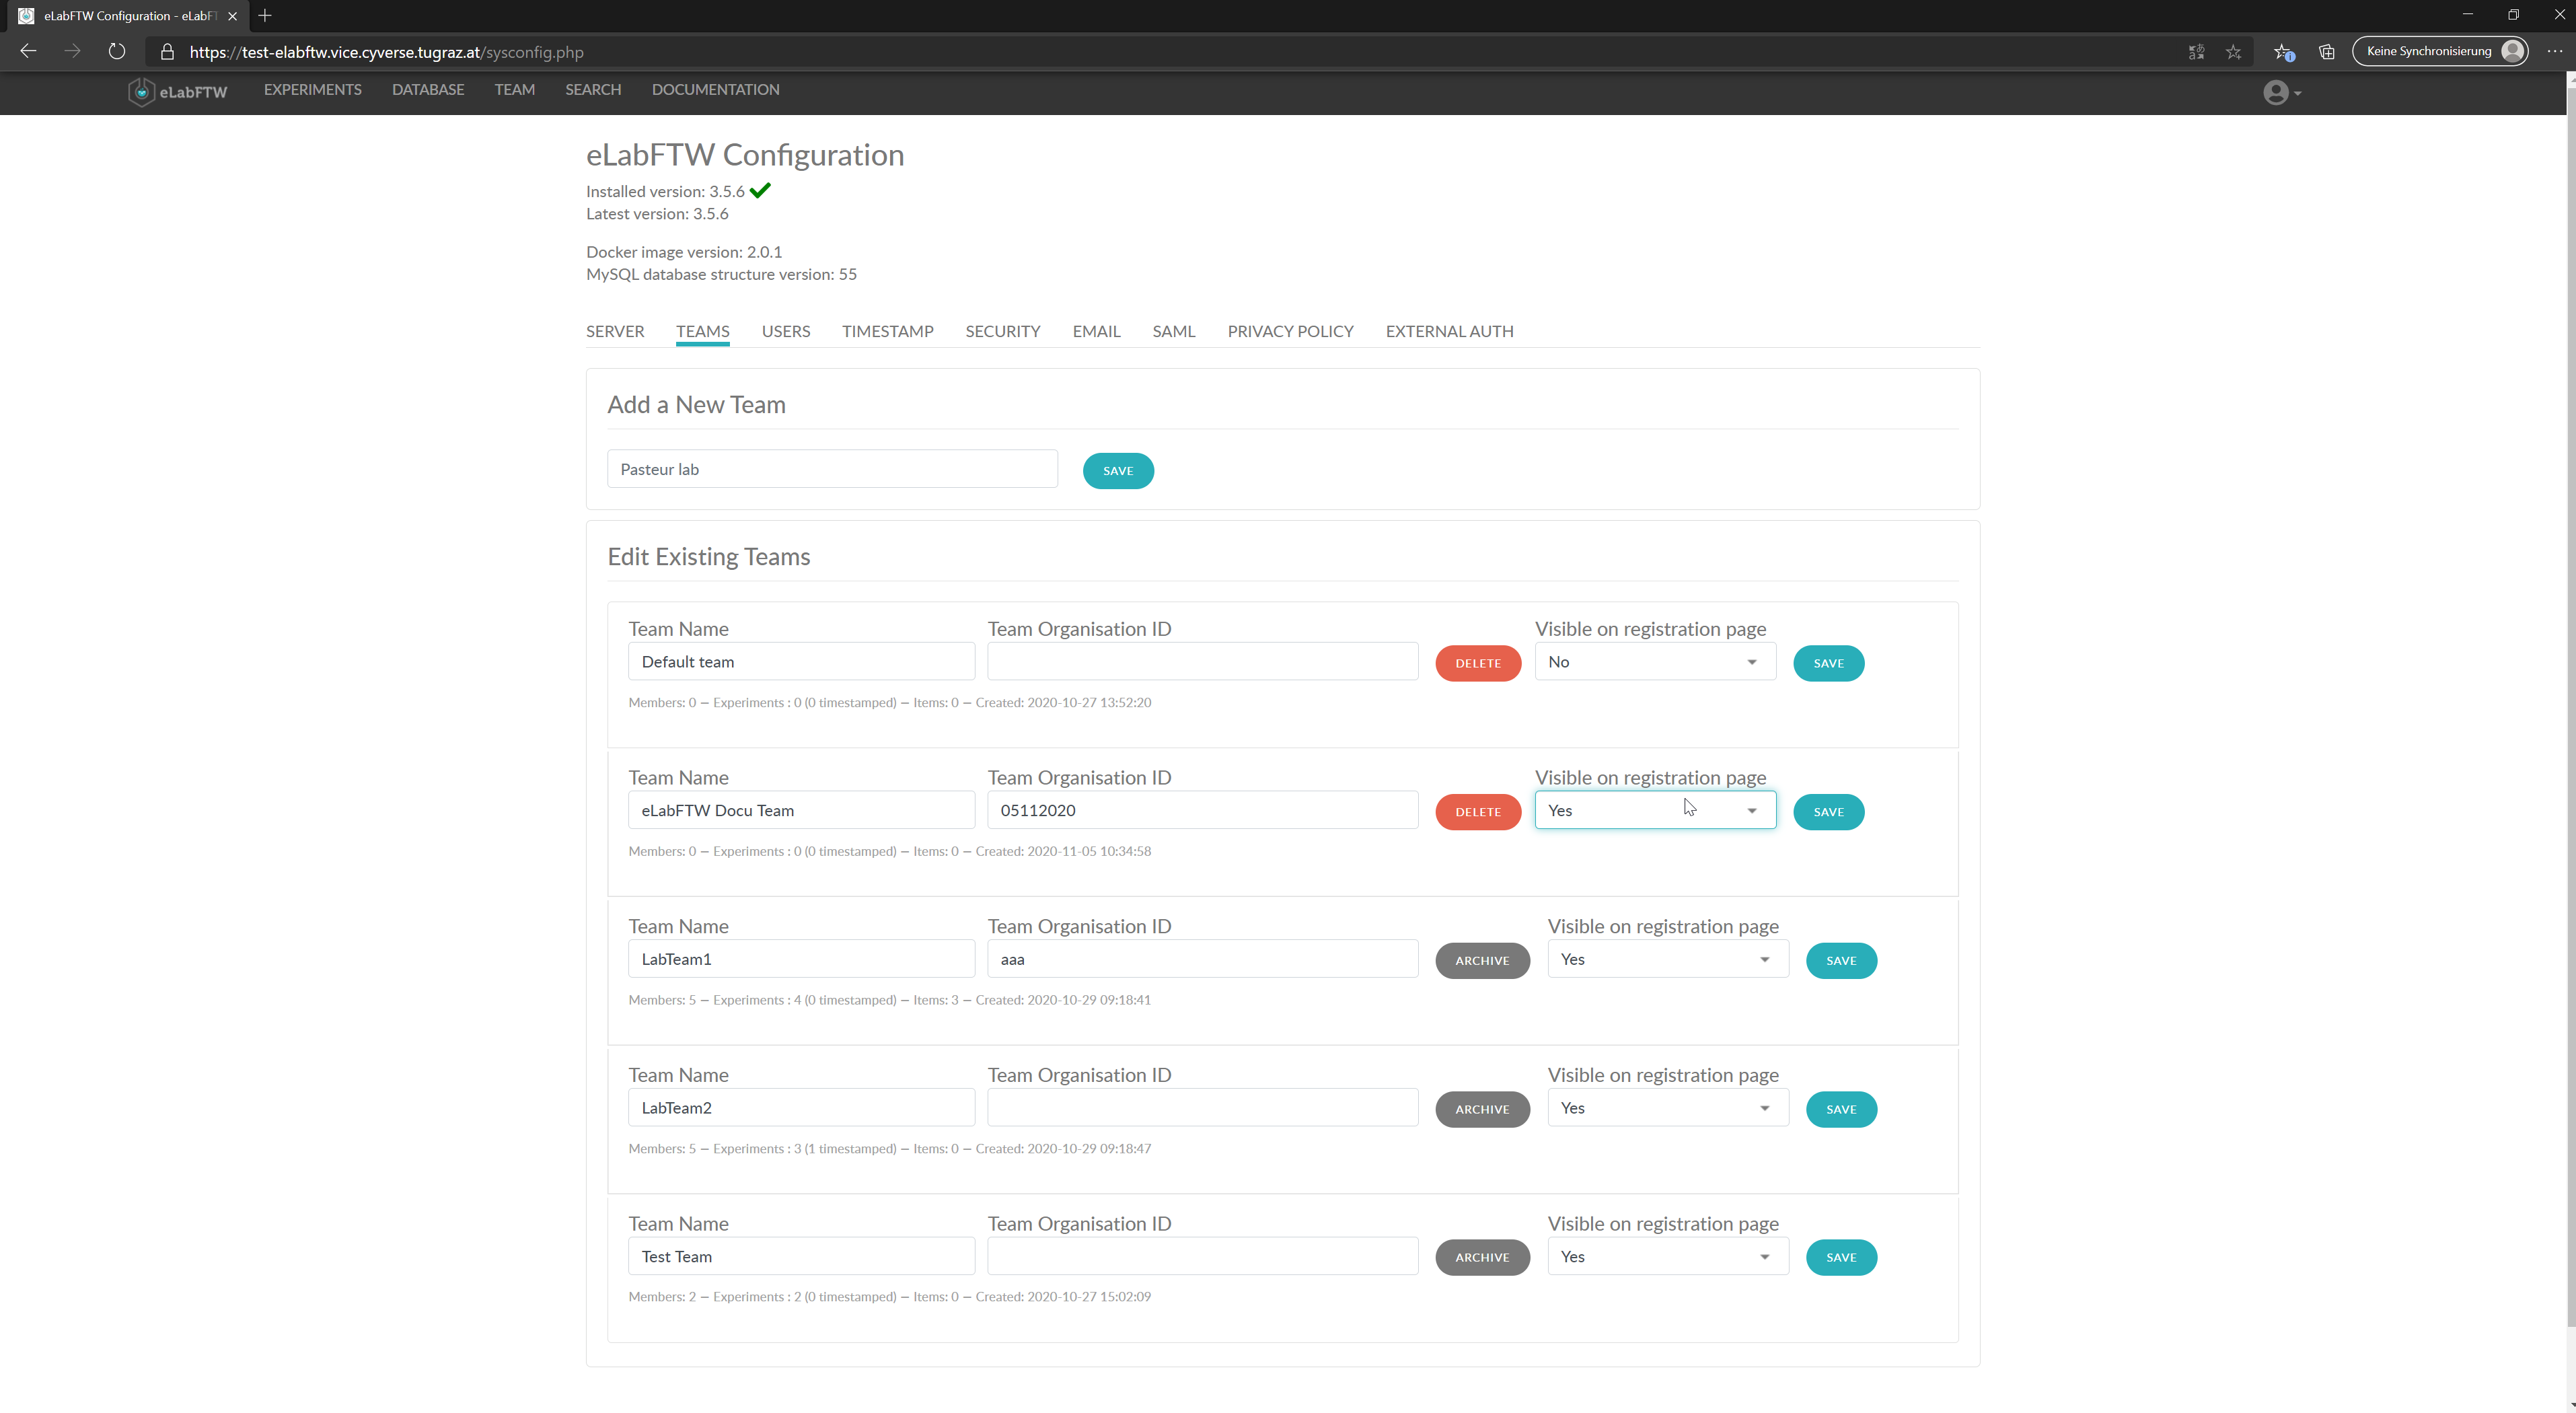 eLabFTW Configuration - eLabFT
https://test-elabftw.vice.cyverse.tugraz.at/sysconfig.php
Keine Synchronisierung
eLabFTW EXPERIMENTS DATABASE TEAM SEARCH DOCUMENTATION
eLabFTW Configuration
Installed version: 3.5.6
Latest version: 3.5.6
Docker image version: 2.0.1
MySQL database structure version: 55
SERVER TEAMS USERS TIMESTAMP SECURITY EMAIL SAML PRIVACY POLICY EXTERNAL AUTH
Add a New Team
Pasteur lab SAVE
Edit Existing Teams
Team Name Team Organisation ID Visible on registration page
Default team DELETE No SAVE
Members: 0 — Experiments : 0 (0 timestamped) — Items: 0 — Created: 2020-10-27 13:52:20
Team Name Team Organisation ID Visible on registration page
eLabFTW Docu Team 05112020 DELETE Yes SAVE
Members: 0 — Experiments : 0 (0 timestamped) — Items: 0 — Created: 2020-11-05 10:34:58
Team Name Team Organisation ID Visible on registration page
LabTeam1 aaa ARCHIVE Yes SAVE
Members: 5 — Experiments : 4 (0 timestamped) — Items: 3 — Created: 2020-10-29 09:18:41
Team Name Team Organisation ID Visible on registration page
LabTeam2 ARCHIVE Yes SAVE
Members: 5 — Experiments : 3 (1 timestamped) — Items: 0 — Created: 2020-10-29 09:18:47
Team Name Team Organisation ID Visible on registration page
Test Team ARCHIVE Yes SAVE
Members: 2 — Experiments : 2 (0 timestamped) — Items: 0 — Created: 2020-10-27 15:02:09